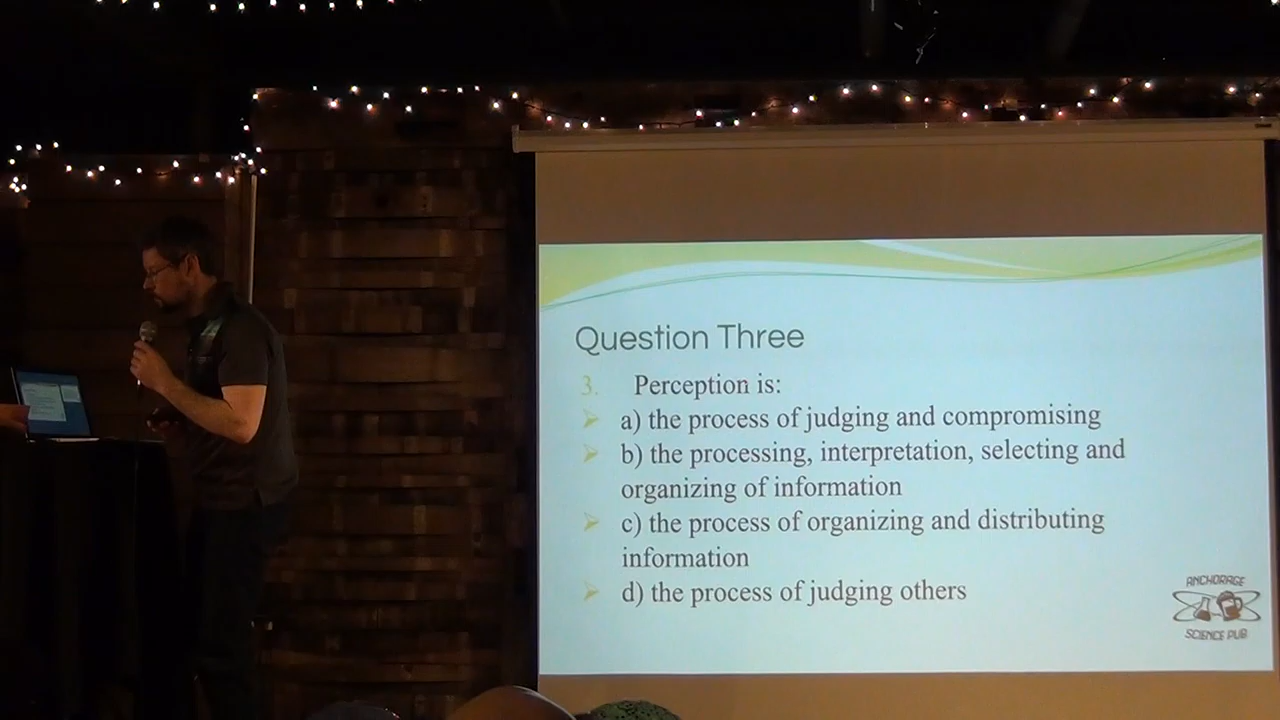 Question Three
3. Perception is:
a) the process of judging and compromising
b) the processing, interpretation, selecting and
organizing of information
c) the process of organizing and distributing
information
d) the process of judging others
ANCHORAGE
SCIENCE PUB